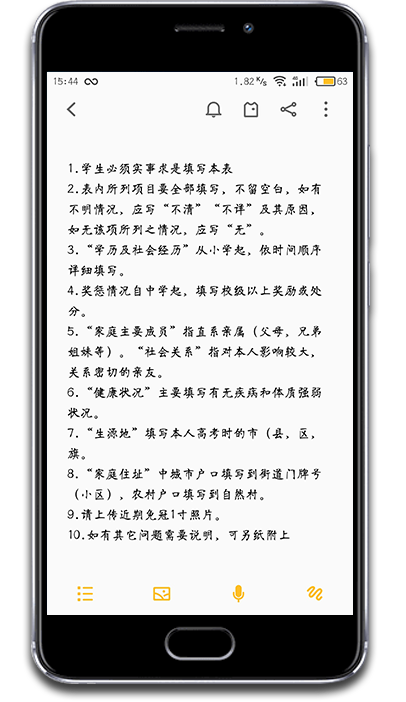 15:44
1.82 K/s
4G
63
1.学生必须实事求是填写本表
2.表内所列项目要全部填写，不留空白，如有
不明情况，应写“不清”“不详”及其原因，
如无该项所列之情况，应写“无”。
3.“学历及社会经历”从小学起，依时间顺序
详细填写。
4.奖惩情况自中学起，填写校级以上奖励或处
分。
5.“家庭主要成员”指直系亲属（父母，兄弟
姐妹等）。“社会关系”指对本人影响较大，
关系密切的亲友。
6.“健康状况”主要填写有无疾病和体质强弱
状况。
7.“生源地”填写本人高考时的市（县，区，
旗。
8.“家庭住址”中城市户口填写到街道门牌号
（小区），农村户口填写到自然村。
9.请上传近期免冠1寸照片。
10.如有其它问题需要说明，可另纸附上